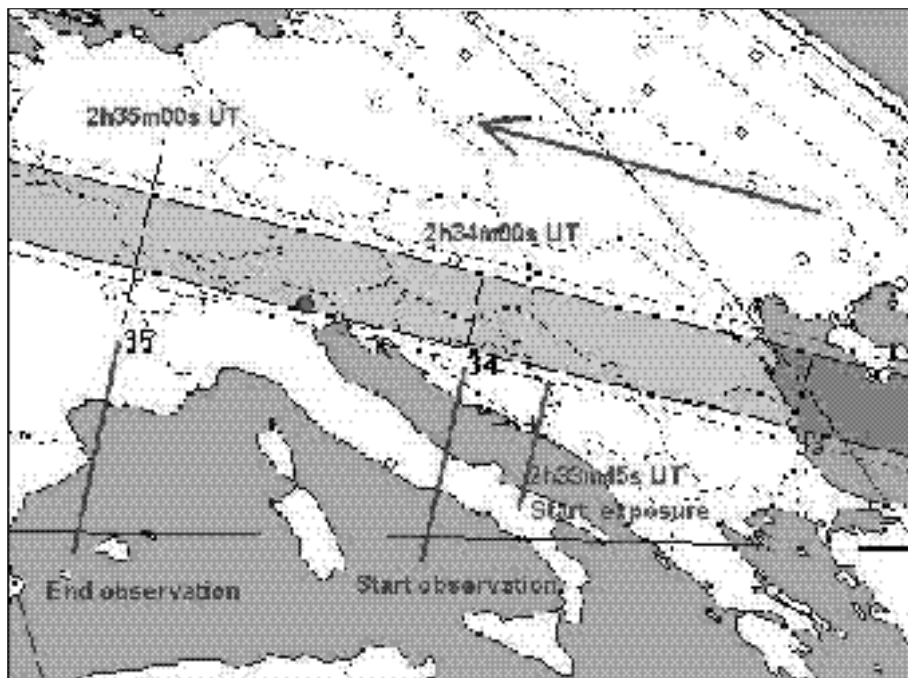 2h35m00s UT
2h34m00s UT
35
34
2h33m45s UT
Start exposure
End observation
Start observation